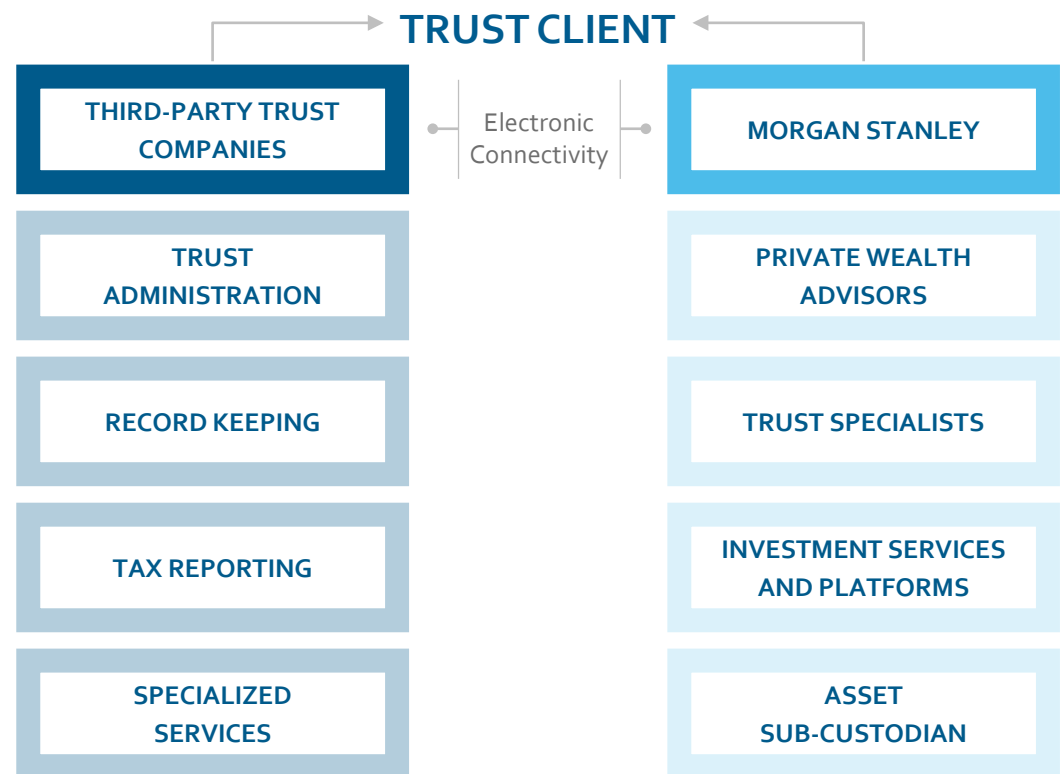 TRUST CLIENT
THIRD-PARTY TRUST
COMPANIES
Electronic
Connectivity
MORGAN STANLEY
TRUST
ADMINISTRATION
PRIVATE WEALTH
ADVISORS
RECORD KEEPING
TRUST SPECIALISTS
TAX REPORTING
INVESTMENT SERVICES
AND PLATFORMS
SPECIALIZED
SERVICES
ASSET
SUB-CUSTODIAN